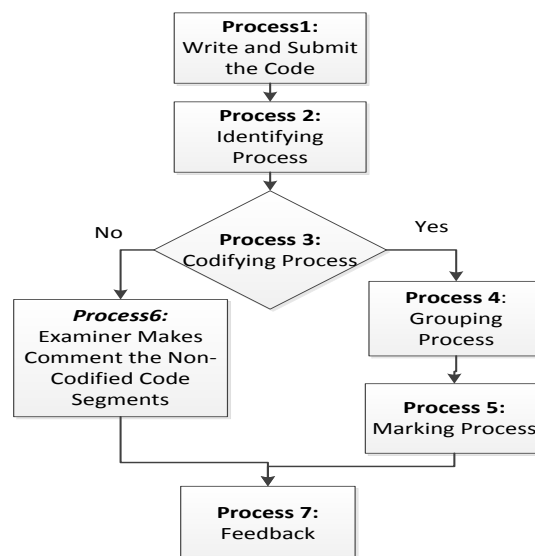 Process1:
Write and Submit
the Code
Process 2:
Identifying
Process
No
Yes
Process 3:
Codifying Process
Process6:
Examiner Makes
Comment the Non-
Codified Code
Segments
Process 4:
Grouping
Process
Process 5:
Marking Process
Process 7:
Feedback